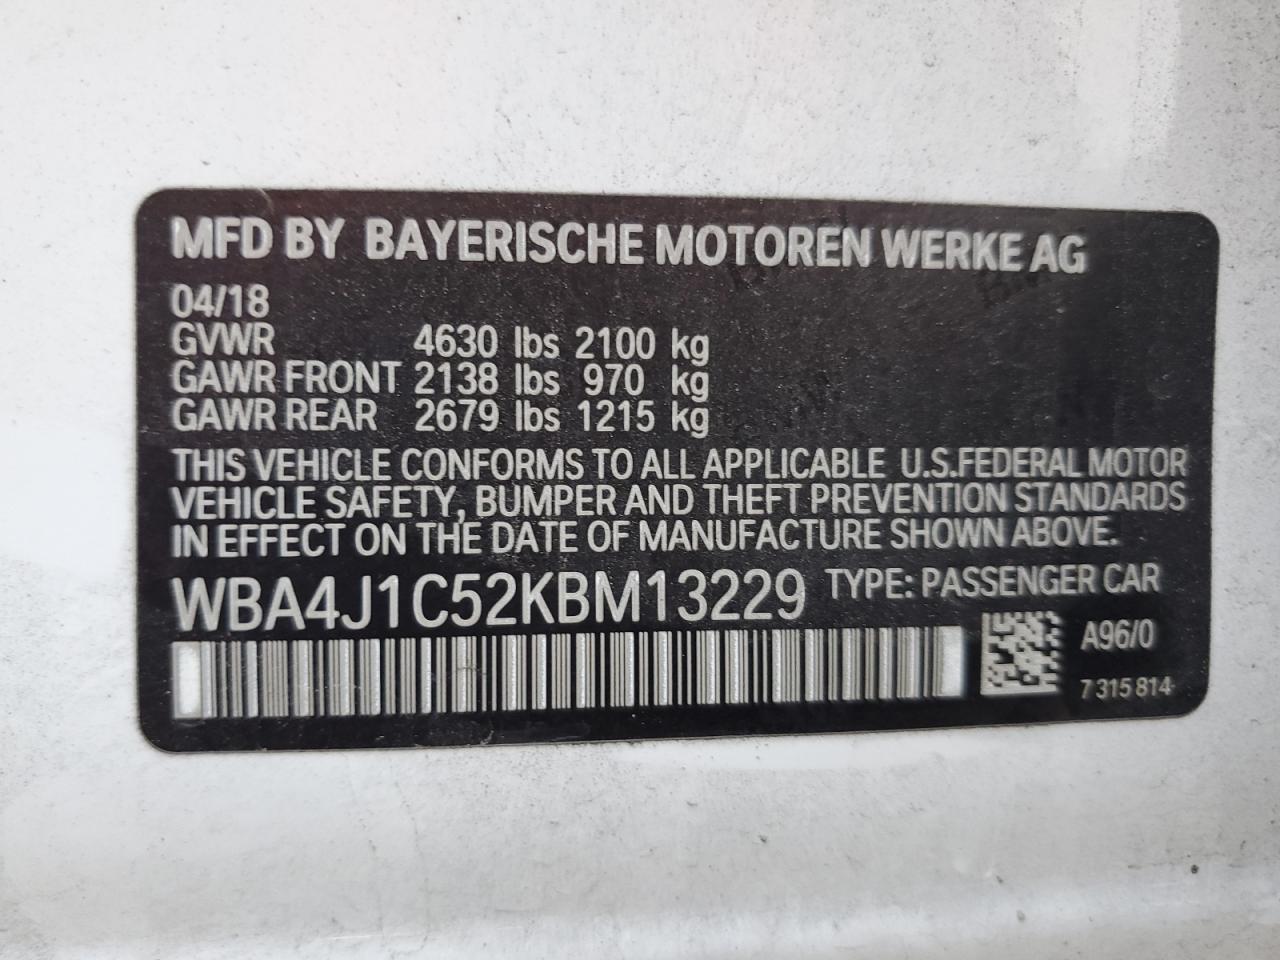 MFD BY BAYERISCHE MOTOREN WERKE AG
04/18
GVWR 4630 lbs 2100 kg
GAWR FRONT 2138 lbs 970 kg
GAWR REAR 2679 lbs 1215 kg
THIS VEHICLE CONFORMS TO ALL APPLICABLE U.S.FEDERAL MOTOR
VEHICLE SAFETY, BUMPER AND THEFT PREVENTION STANDARDS
IN EFFECT ON THE DATE OF MANUFACTURE SHOWN ABOVE.
WBA4J1C52KBM13229 TYPE: PASSENGER CAR
A96/0
7 315 814